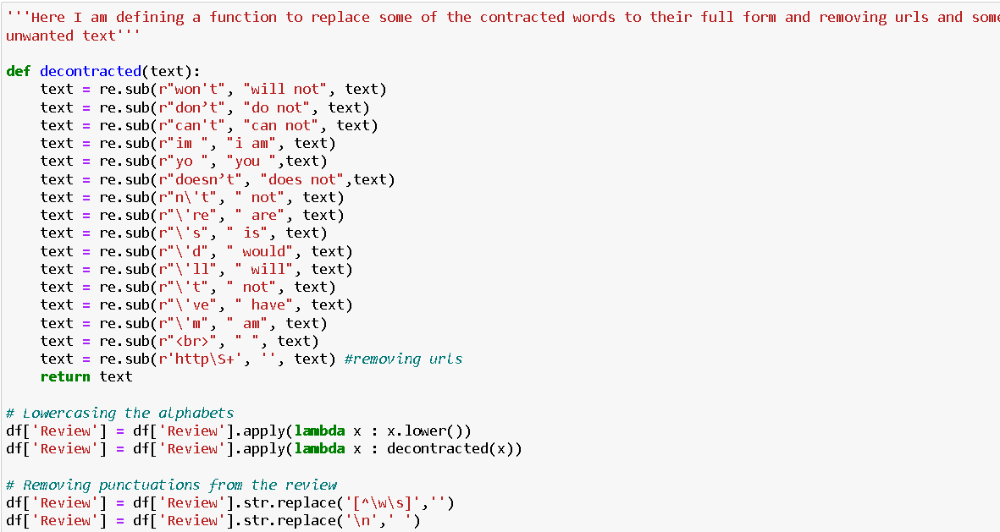 '''Here I am defining a function to replace some of the contracted words to their full form and removing urls and some
unwanted text'''
def decontracted(text):
    text = re.sub(r"won't", "will not", text)
    text = re.sub(r"don’t", "do not", text)
    text = re.sub(r"can't", "can not", text)
    text = re.sub(r"im ", "i am", text)
    text = re.sub(r"yo ", "you ",text)
    text = re.sub(r"doesn’t", "does not",text)
    text = re.sub(r"n\'t", " not", text)
    text = re.sub(r"\'re", " are", text)
    text = re.sub(r"\'s", " is", text)
    text = re.sub(r"\'d", " would", text)
    text = re.sub(r"\'ll", " will", text)
    text = re.sub(r"\'t", " not", text)
    text = re.sub(r"\'ve", " have", text)
    text = re.sub(r"\'m", " am", text)
    text = re.sub(r"<br>", " ", text)
    text = re.sub(r'http\S+', '', text) #removing urls
    return text
# Lowercasing the alphabets
df['Review'] = df['Review'].apply(lambda x : x.lower())
df['Review'] = df['Review'].apply(lambda x : decontracted(x))
# Removing punctuations from the review
df['Review'] = df['Review'].str.replace('[^\w\s]','')
df['Review'] = df['Review'].str.replace('\n',' ')